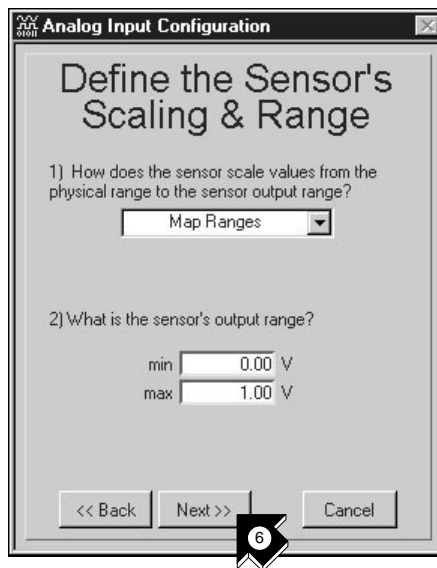 Analog Input Configuration
Define the Sensor's
Scaling & Range
1) How does the sensor scale values from the
physical range to the sensor output range?
Map Ranges
2) What is the sensor's output range?
min 0.00 V
max 1.00 V
<< Back Next >> Cancel
6